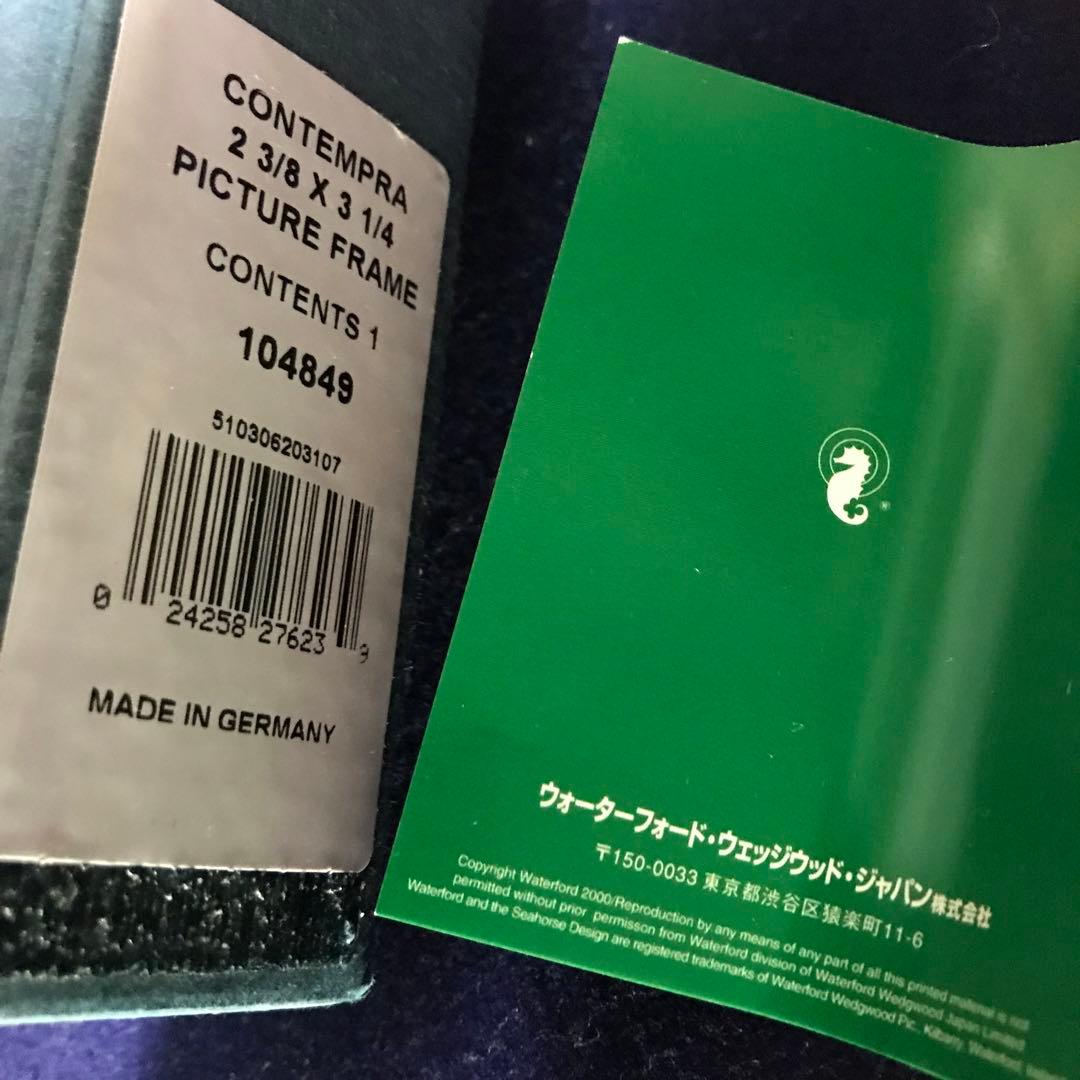 CONTEMPRA
2 3/8 X 3 1/4
PICTURE FRAME
CONTENTS 1
104849
510306203107
0 24258 27623 9
MADE IN GERMANY
®
ウォーターフォード・ウェッジウッド・ジャパン株式会社
〒150-0033 東京都渋谷区猿楽町11-6
Copyright Waterford 2000/Reproduction by any means of any part of all this printed material is not
permitted without prior permisson from Waterford division of Waterford Wedgwood Japan Limited
Waterford and the Seahorse Design are registered trademarks of Waterford Wedgwood Plc., Kilbarry, Waterford,